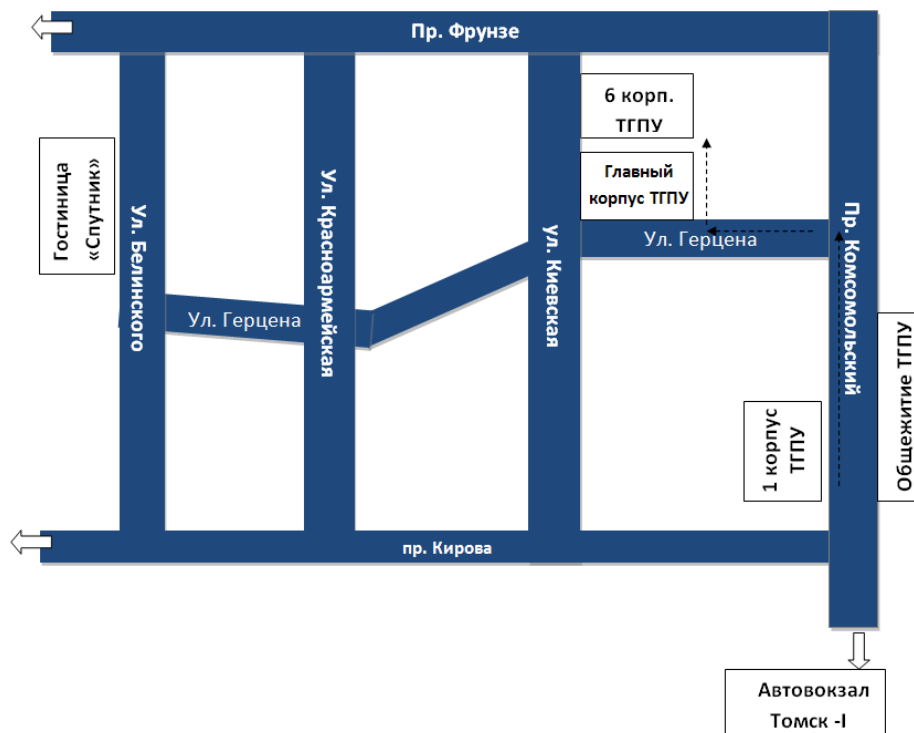 Пр. Фрунзе
6 корп.
ТГПУ
Главный
корпус ТГПУ
Гостиница
«Спутник»
Ул. Белинского
Ул. Красноармейская
ул. Киевская
Пр. Комсомольский
Ул. Герцена
Ул. Герцена
1 корпус
ТГПУ
Общежитие ТГПУ
пр. Кирова
Автовокзал
Томск -I